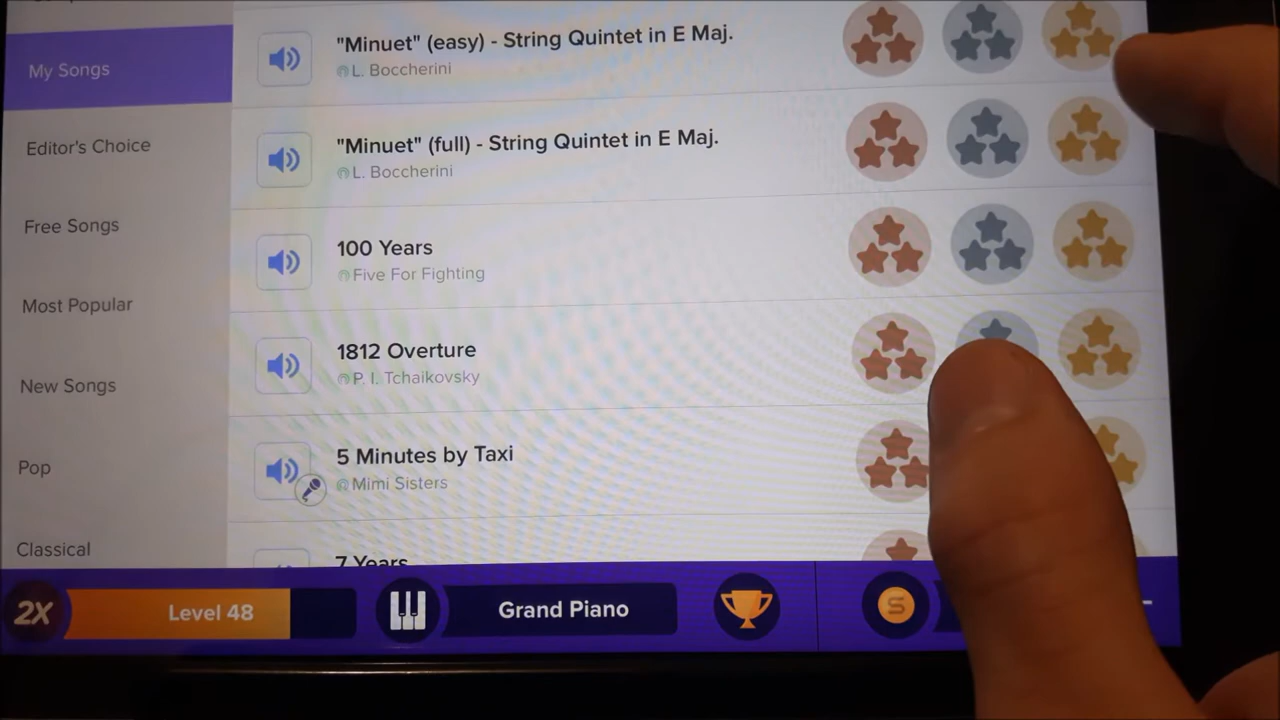 My Songs
Editor's Choice
Free Songs
Most Popular
New Songs
Pop
Classical
"Minuet" (easy) - String Quintet in E Maj.
L. Boccherini
"Minuet" (full) - String Quintet in E Maj.
L. Boccherini
100 Years
Five For Fighting
1812 Overture
P. I. Tchaikovsky
5 Minutes by Taxi
Mimi Sisters
7 Years
2X
Level 48
Grand Piano
S